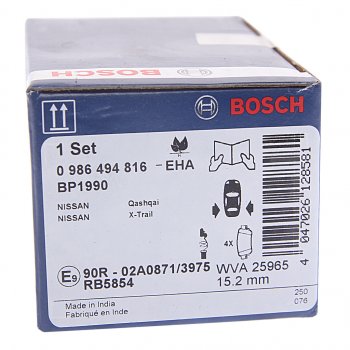 BOSCH
1 Set
0 986 494 816 - EHA
BP1990
NISSAN Qashqai
NISSAN X-Trail
4X
4 047026 128581
E9 90R - 02A0871/3975 WVA 25965
RB5854 15.2 mm
Made in India
Fabriqué en Inde
250
076